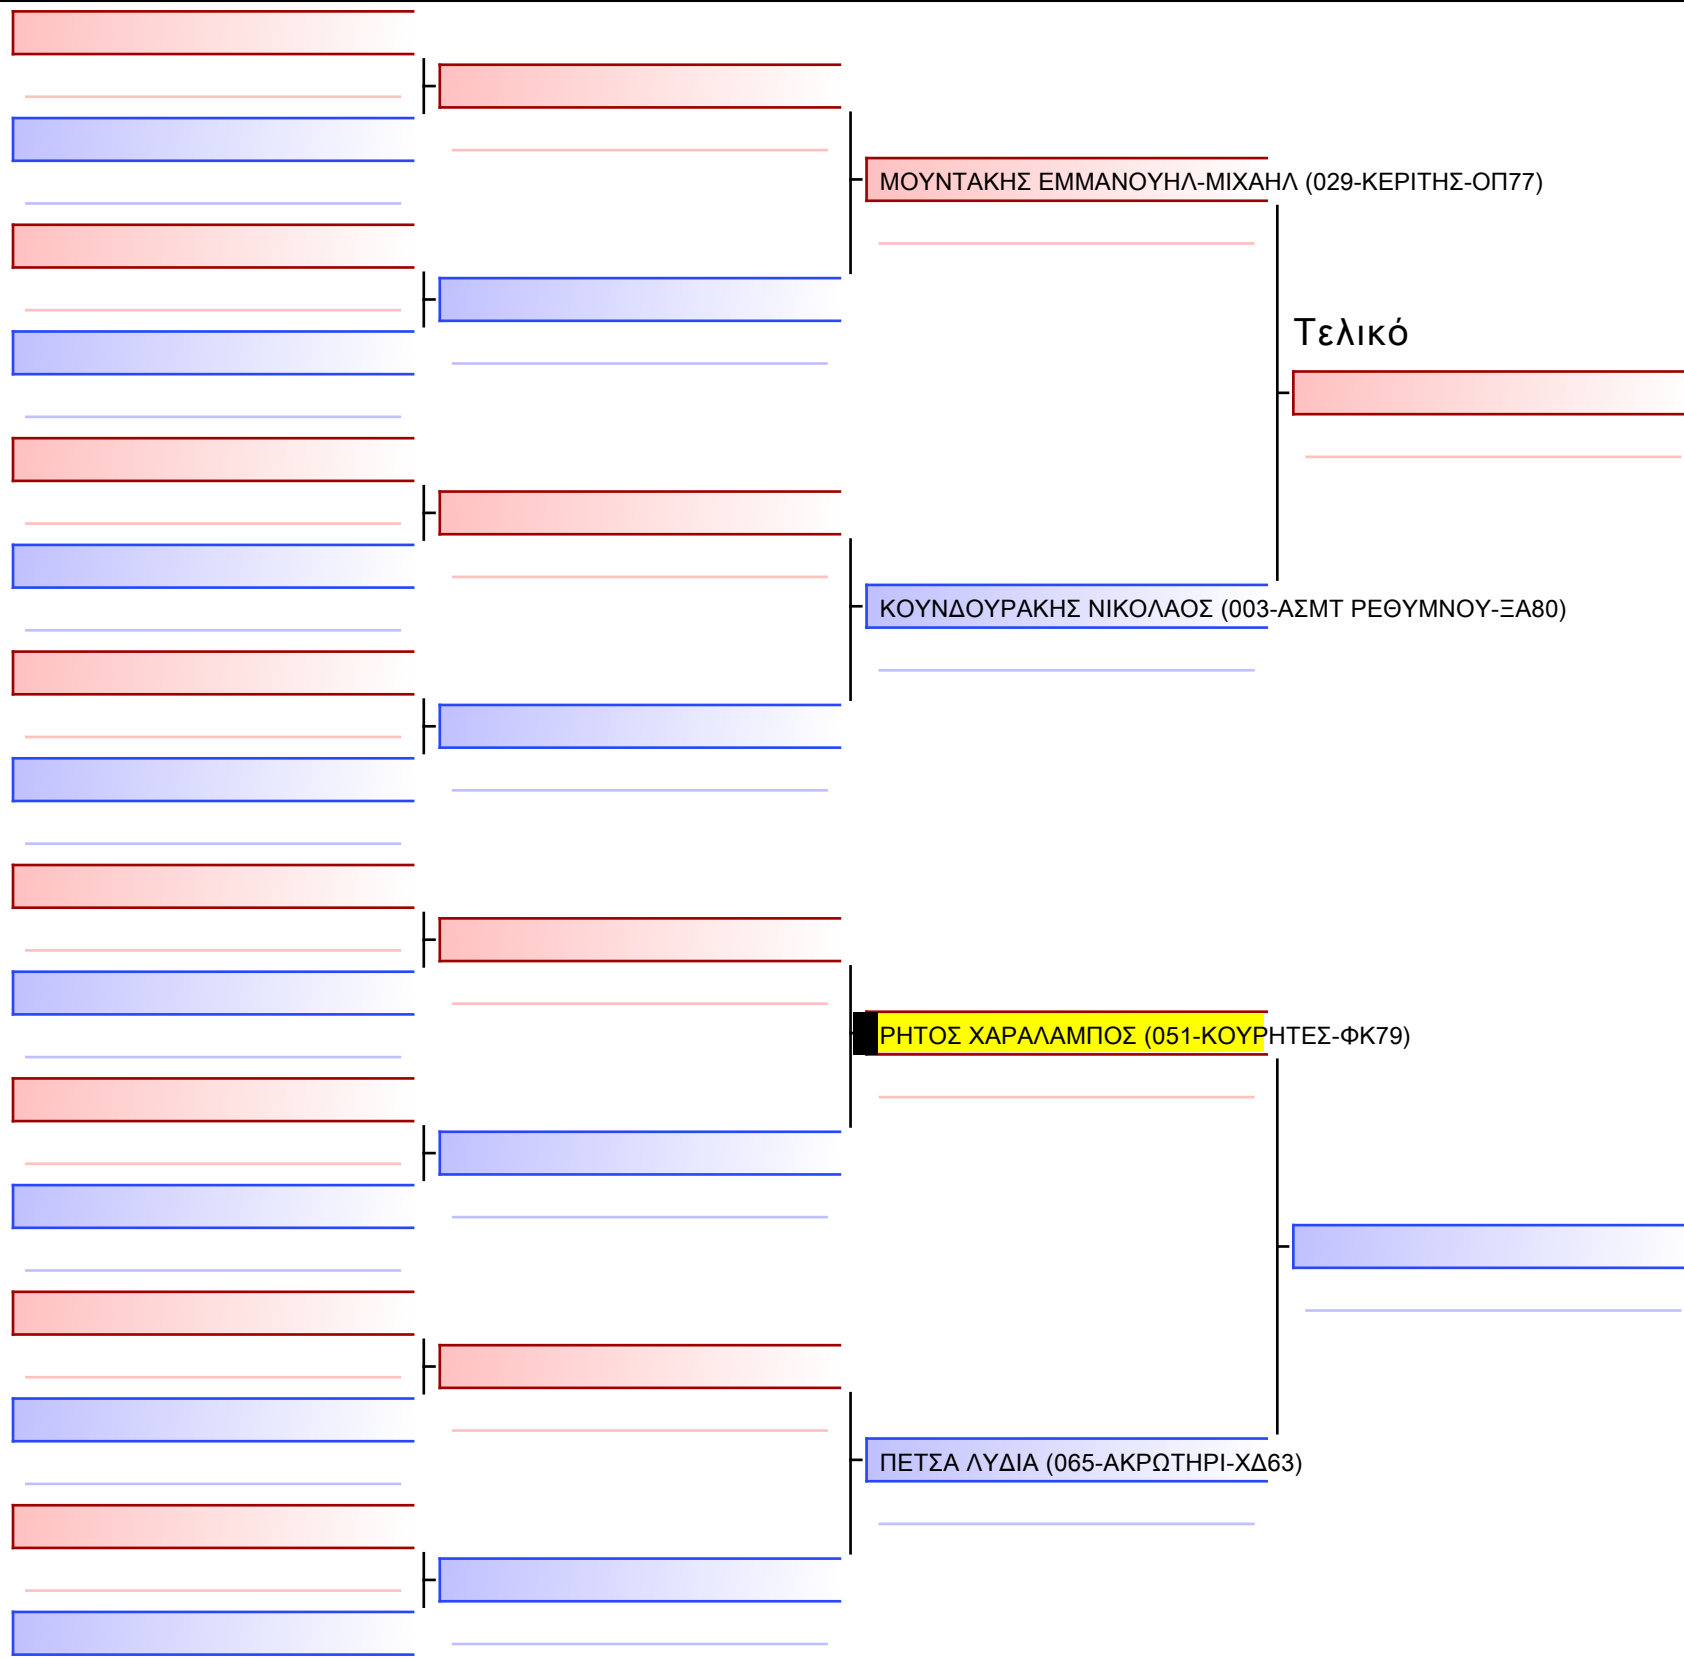 ΜΟΥΝΤΑΚΗΣ ΕΜΜΑΝΟΥΗΛ-ΜΙΧΑΗΛ (029-ΚΕΡΙΤΗΣ-ΟΠ77)
Τελικό
ΚΟΥΝΔΟΥΡΑΚΗΣ ΝΙΚΟΛΑΟΣ (003-ΑΣΜΤ ΡΕΘΥΜΝΟΥ-ΞΑ80)
ΡΗΤΟΣ ΧΑΡΑΛΑΜΠΟΣ (051-ΚΟΥΡΗΤΕΣ-ΦΚ79)
ΠΕΤΣΑ ΛΥΔΙΑ (065-ΑΚΡΩΤΗΡΙ-ΧΔ63)